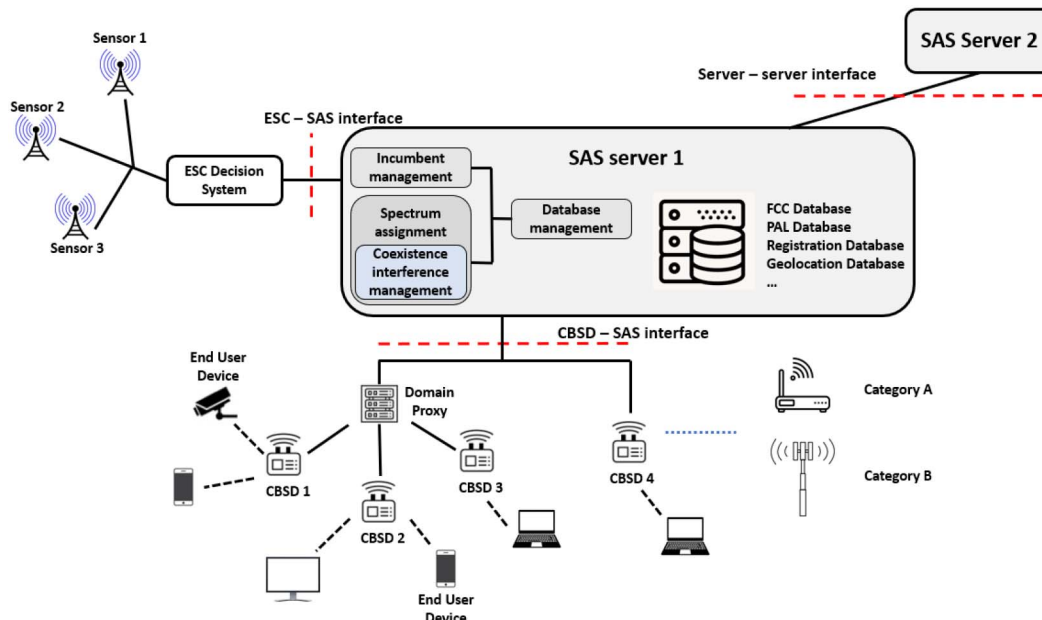 Sensor 1
SAS Server 2
Server – server interface
Sensor 2
ESC – SAS interface
ESC Decision
System
Sensor 3
SAS server 1
Incumbent
management
Spectrum
assignment
Coexistence
interference
management
Database
management
FCC Database
PAL Database
Registration Database
Geolocation Database
...
CBSD – SAS interface
End User
Device
Domain
Proxy
Category A
CBSD 1
CBSD 3
CBSD 4
Category B
CBSD 2
End User
Device